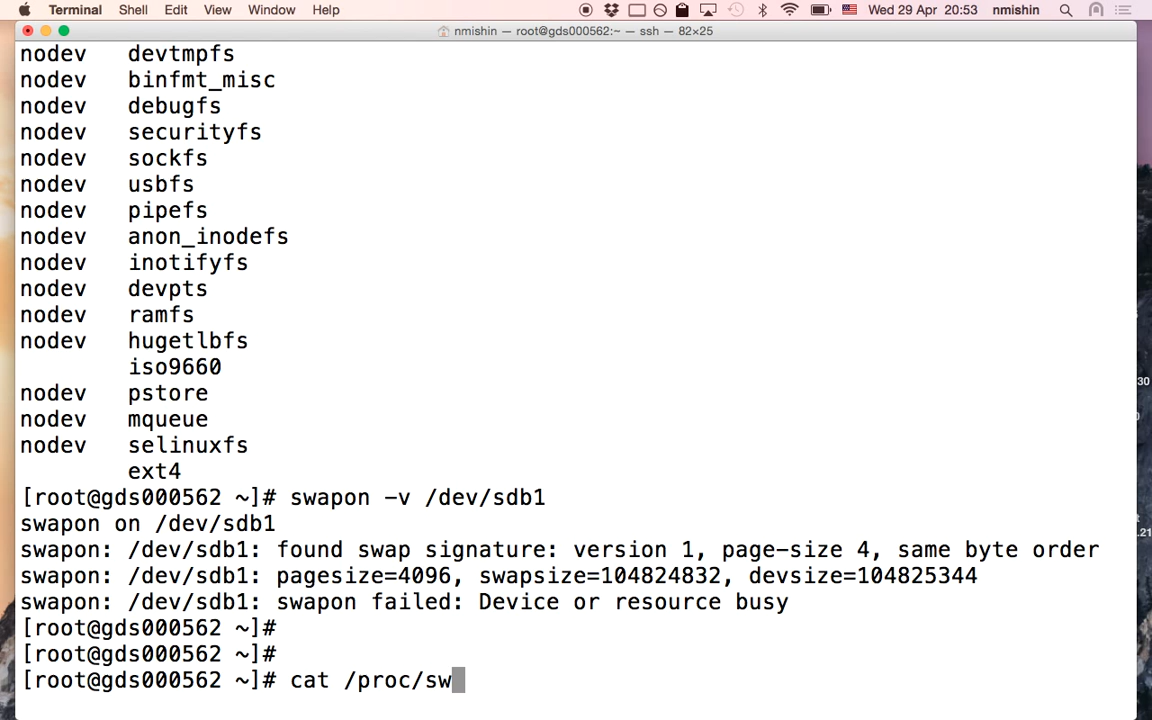 Terminal Shell Edit View Window Help Wed 29 Apr 20:53 nmishin
nmishin — root@gds000562:~ — ssh — 82×25
nodev devtmpfs
nodev binfmt_misc
nodev debugfs
nodev securityfs
nodev sockfs
nodev usbfs
nodev pipefs
nodev anon_inodefs
nodev inotifyfs
nodev devpts
nodev ramfs
nodev hugetlbfs
iso9660
nodev pstore
nodev mqueue
nodev selinuxfs
ext4
[root@gds000562 ~]# swapon -v /dev/sdb1
swapon on /dev/sdb1
swapon: /dev/sdb1: found swap signature: version 1, page-size 4, same byte order
swapon: /dev/sdb1: pagesize=4096, swapsize=104824832, devsize=104825344
swapon: /dev/sdb1: swapon failed: Device or resource busy
[root@gds000562 ~]#
[root@gds000562 ~]#
[root@gds000562 ~]# cat /proc/sw